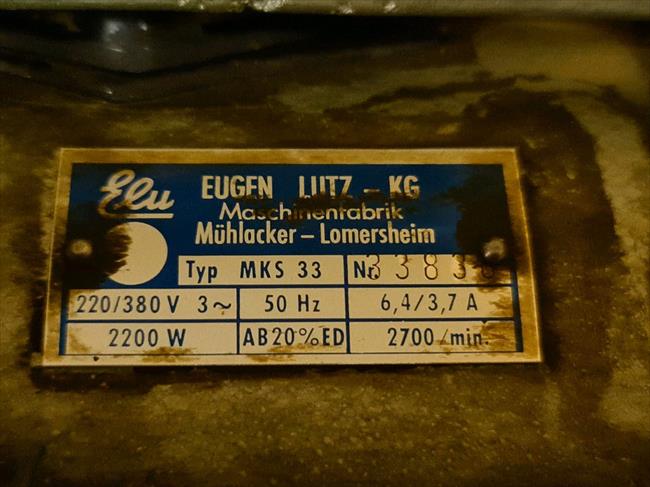 Elu EUGEN LUTZ - KG
Maschinenfabrik
Mühlacker - Lomersheim
Typ MKS 33 Nr.
220/380 V 3~ 50 Hz 6,4/3,7 A
2200 W AB 20% ED 2700/min.